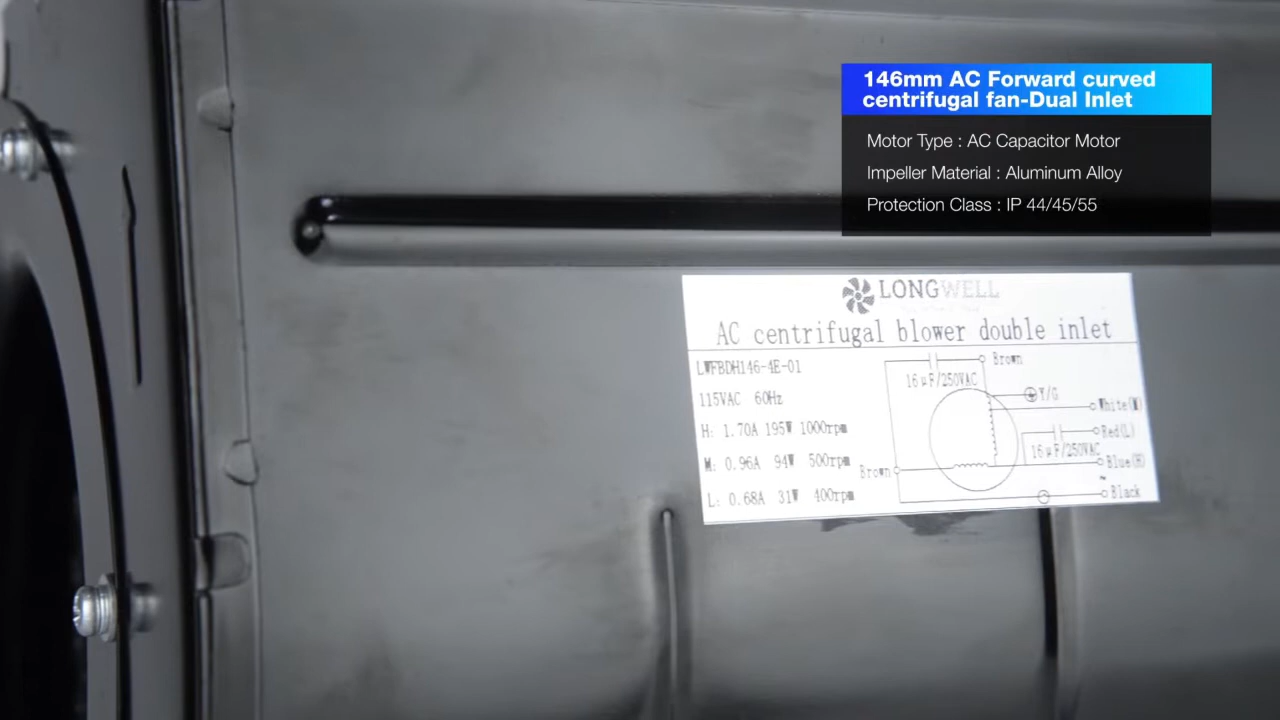 146mm AC Forward curved
centrifugal fan-Dual Inlet
Motor Type : AC Capacitor Motor
Impeller Material : Aluminum Alloy
Protection Class : IP 44/45/55
LONGWELL
AC centrifugal blower double inlet
LWFBDH146-4E-01
115VAC 60Hz
H: 1.70A 195W 1000rpm
M: 0.96A 94W 500rpm
L: 0.68A 31W 400rpm
Brown
16μF/250VAC
Y/G
White(M)
Red(L)
16μF/250VAC
Brown
Blue(H)
~
Black